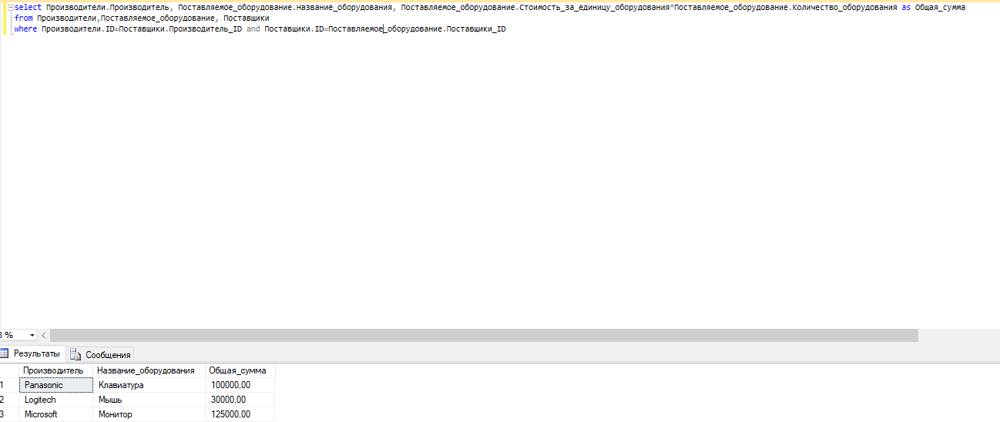 select Производители.Производитель, Поставляемое_оборудование.Название_оборудования, Поставляемое_оборудование.Стоимость_за_единицу_оборудования*Поставляемое_оборудование.Количество_оборудования as Общая_сумма
from Производители,Поставляемое_оборудование, Поставщики
where Производители.ID=Поставщики.Производитель_ID and Поставщики.ID=Поставляемое_оборудование.Поставщики_ID
%
Результаты Сообщения
Производитель Название_оборудования Общая_сумма
1 Panasonic Клавиатура 100000,00
2 Logitech Мышь 30000,00
3 Microsoft Монитор 125000,00